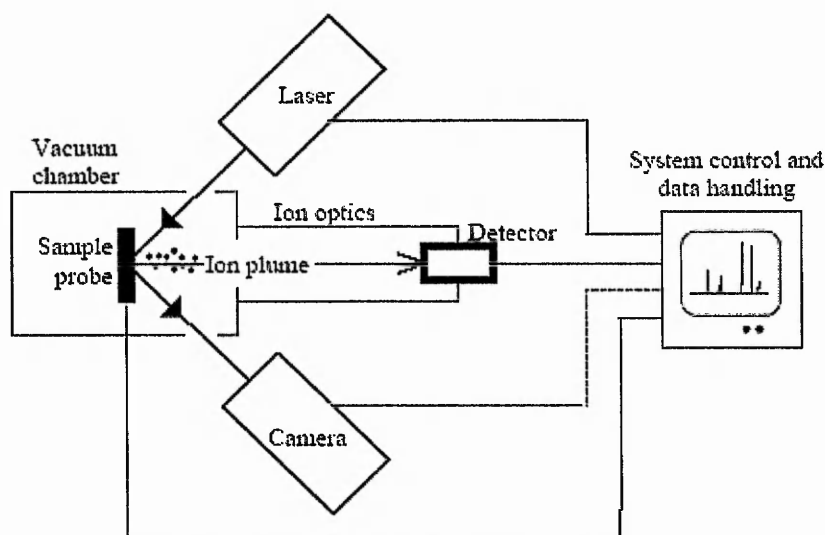 Laser
Vacuum
chamber
System control and
data handling
Ion optics
Detector
Sample
probe
Ion plume
Camera